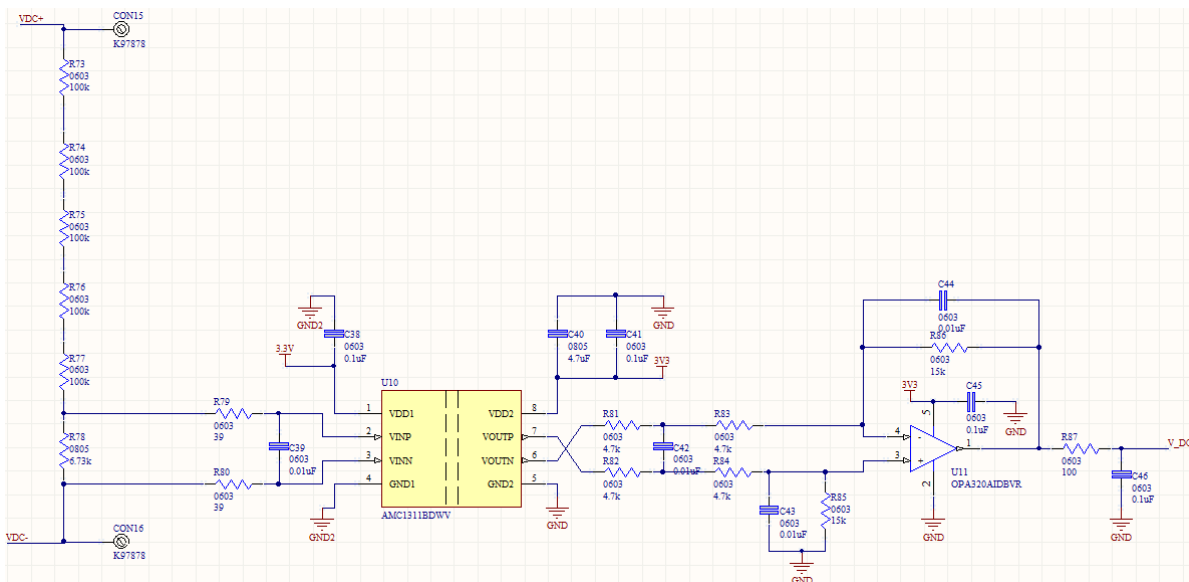 VDC+
CON15
K97878
R73
0603
100k
R74
0603
100k
R75
0603
100k
R76
0603
100k
R77
0603
100k
R78
0805
6.73k
VDC-
CON16
K97878
R79
0603
39
R80
0603
39
C39
0603
0.01uF
GND2
C38
0603
0.1uF
3.3V
GND2
U10
1
VDD1
2
VINP
3
VINN
4
GND1
VDD2
8
VOUTP
7
VOUTN
6
GND2
5
AMC1311BDWV
C40
0805
4.7uF
C41
0603
0.1uF
GND
3V3
GND
R81
0603
4.7k
R82
0603
4.7k
C42
0603
0.01uF
R83
0603
4.7k
R84
0603
4.7k
C43
0603
0.01uF
R85
0603
15k
GND
C44
0603
0.01uF
R86
0603
15k
3V3
C45
0603
0.1uF
GND
5
4
-
3
+
1
2
U11
OPA320AIDBVR
GND
R87
0603
100
C46
0603
0.1uF
GND